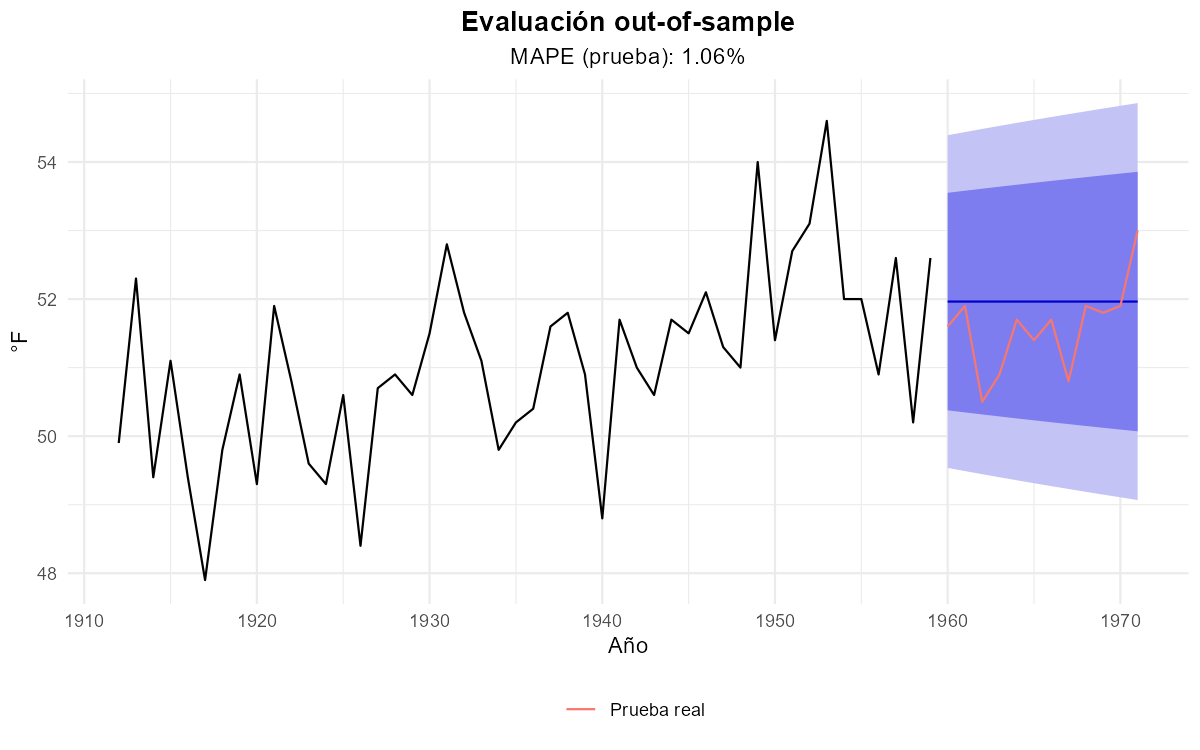 Evaluación out-of-sample
MAPE (prueba): 1.06%
°F
54
52
50
48
1910 1920 1930 1940 1950 1960 1970
Año
Prueba real